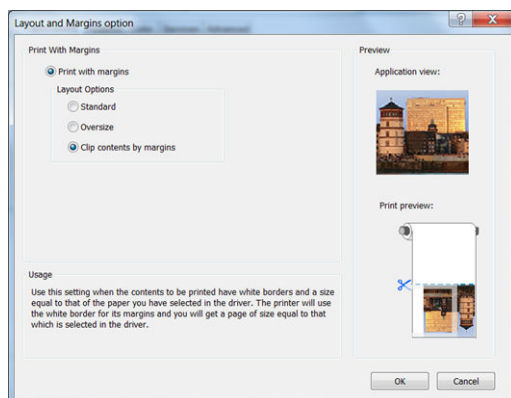 Layout and Margins option
Print With Margins
Print with margins
Layout Options
Standard
Oversize
Clip contents by margins
Usage
Use this setting when the contents to be printed have white borders and a size
equal to that of the paper you have selected in the driver. The printer will use
the white border for its margins and you will get a page of size equal to that
which is selected in the driver.
Preview
Application view:
Print preview:
OK
Cancel